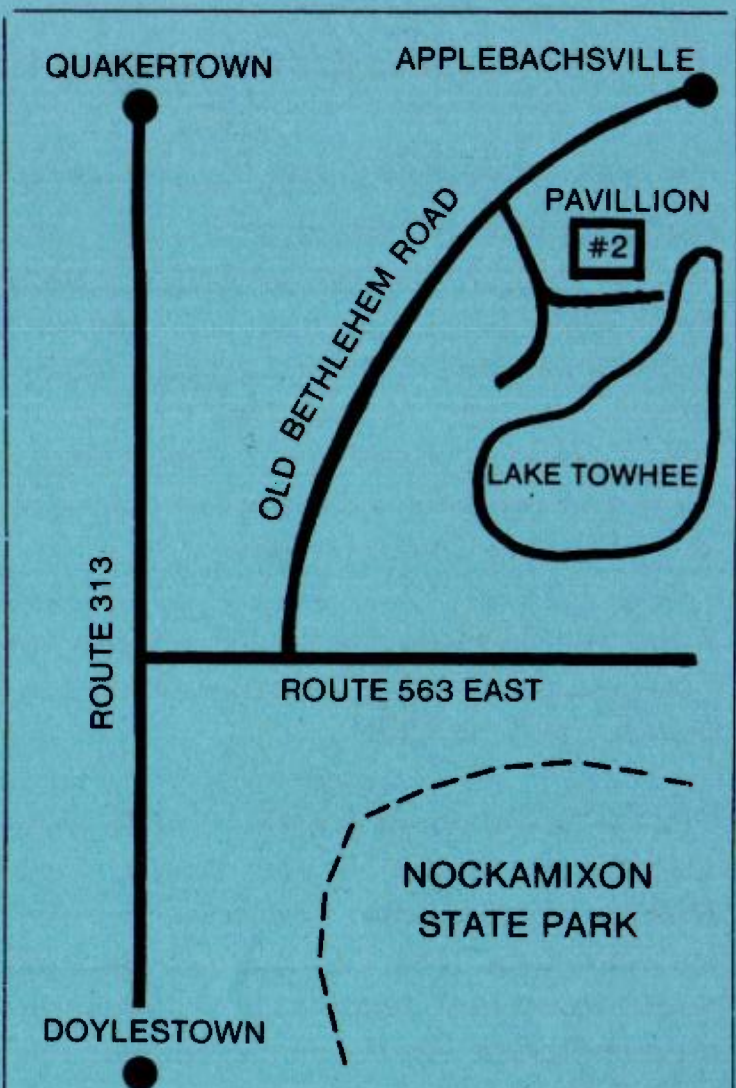 QUAKERTOWN
APPLEBACHSVILLE
PAVILLION
#2
OLD BETHLEHEM ROAD
LAKE TOWHEE
ROUTE 313
ROUTE 563 EAST
NOCKAMIXON
STATE PARK
DOYLESTOWN